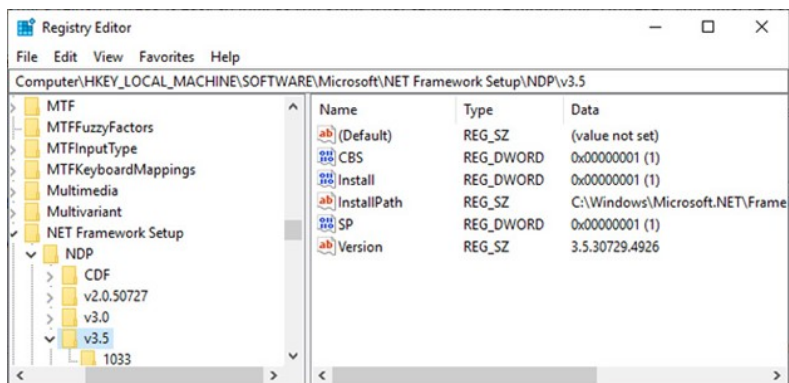 Registry Editor
File Edit View Favorites Help
Computer\HKEY_LOCAL_MACHINE\SOFTWARE\Microsoft\NET Framework Setup\NDP\v3.5
MTF
MTFFuzzyFactors
MTFInputType
MTFKeyboardMappings
Multimedia
Multivariant
NET Framework Setup
NDP
CDF
v2.0.50727
v3.0
v3.5
1033
Name Type Data
(Default) REG_SZ (value not set)
CBS REG_DWORD 0x00000001 (1)
Install REG_DWORD 0x00000001 (1)
InstallPath REG_SZ C:\Windows\Microsoft.NET\Frame
SP REG_DWORD 0x00000001 (1)
Version REG_SZ 3.5.30729.4926